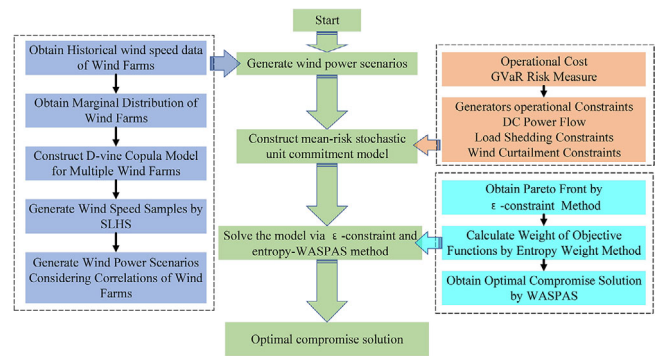 Start
Obtain Historical wind speed data
of Wind Farms
Obtain Marginal Distribution of
Wind Farms
Construct D-vine Copula Model
for Multiple Wind Farms
Generate Wind Speed Samples by
SLHS
Generate Wind Power Scenarios
Considering Correlations of Wind
Farms
Generate wind power scenarios
Construct mean-risk stochastic
unit commitment model
Solve the model via ε-constraint and
entropy-WASPAS method
Optimal compromise solution
Operational Cost
GVaR Risk Measure
Generators operational Constraints
DC Power Flow
Load Shedding Constraints
Wind Curtailment Constraints
Obtain Pareto Front by
ε -constraint Method
Calculate Weight of Objective
Functions by Entropy Weight Method
Obtain Optimal Compromise Solution
by WASPAS